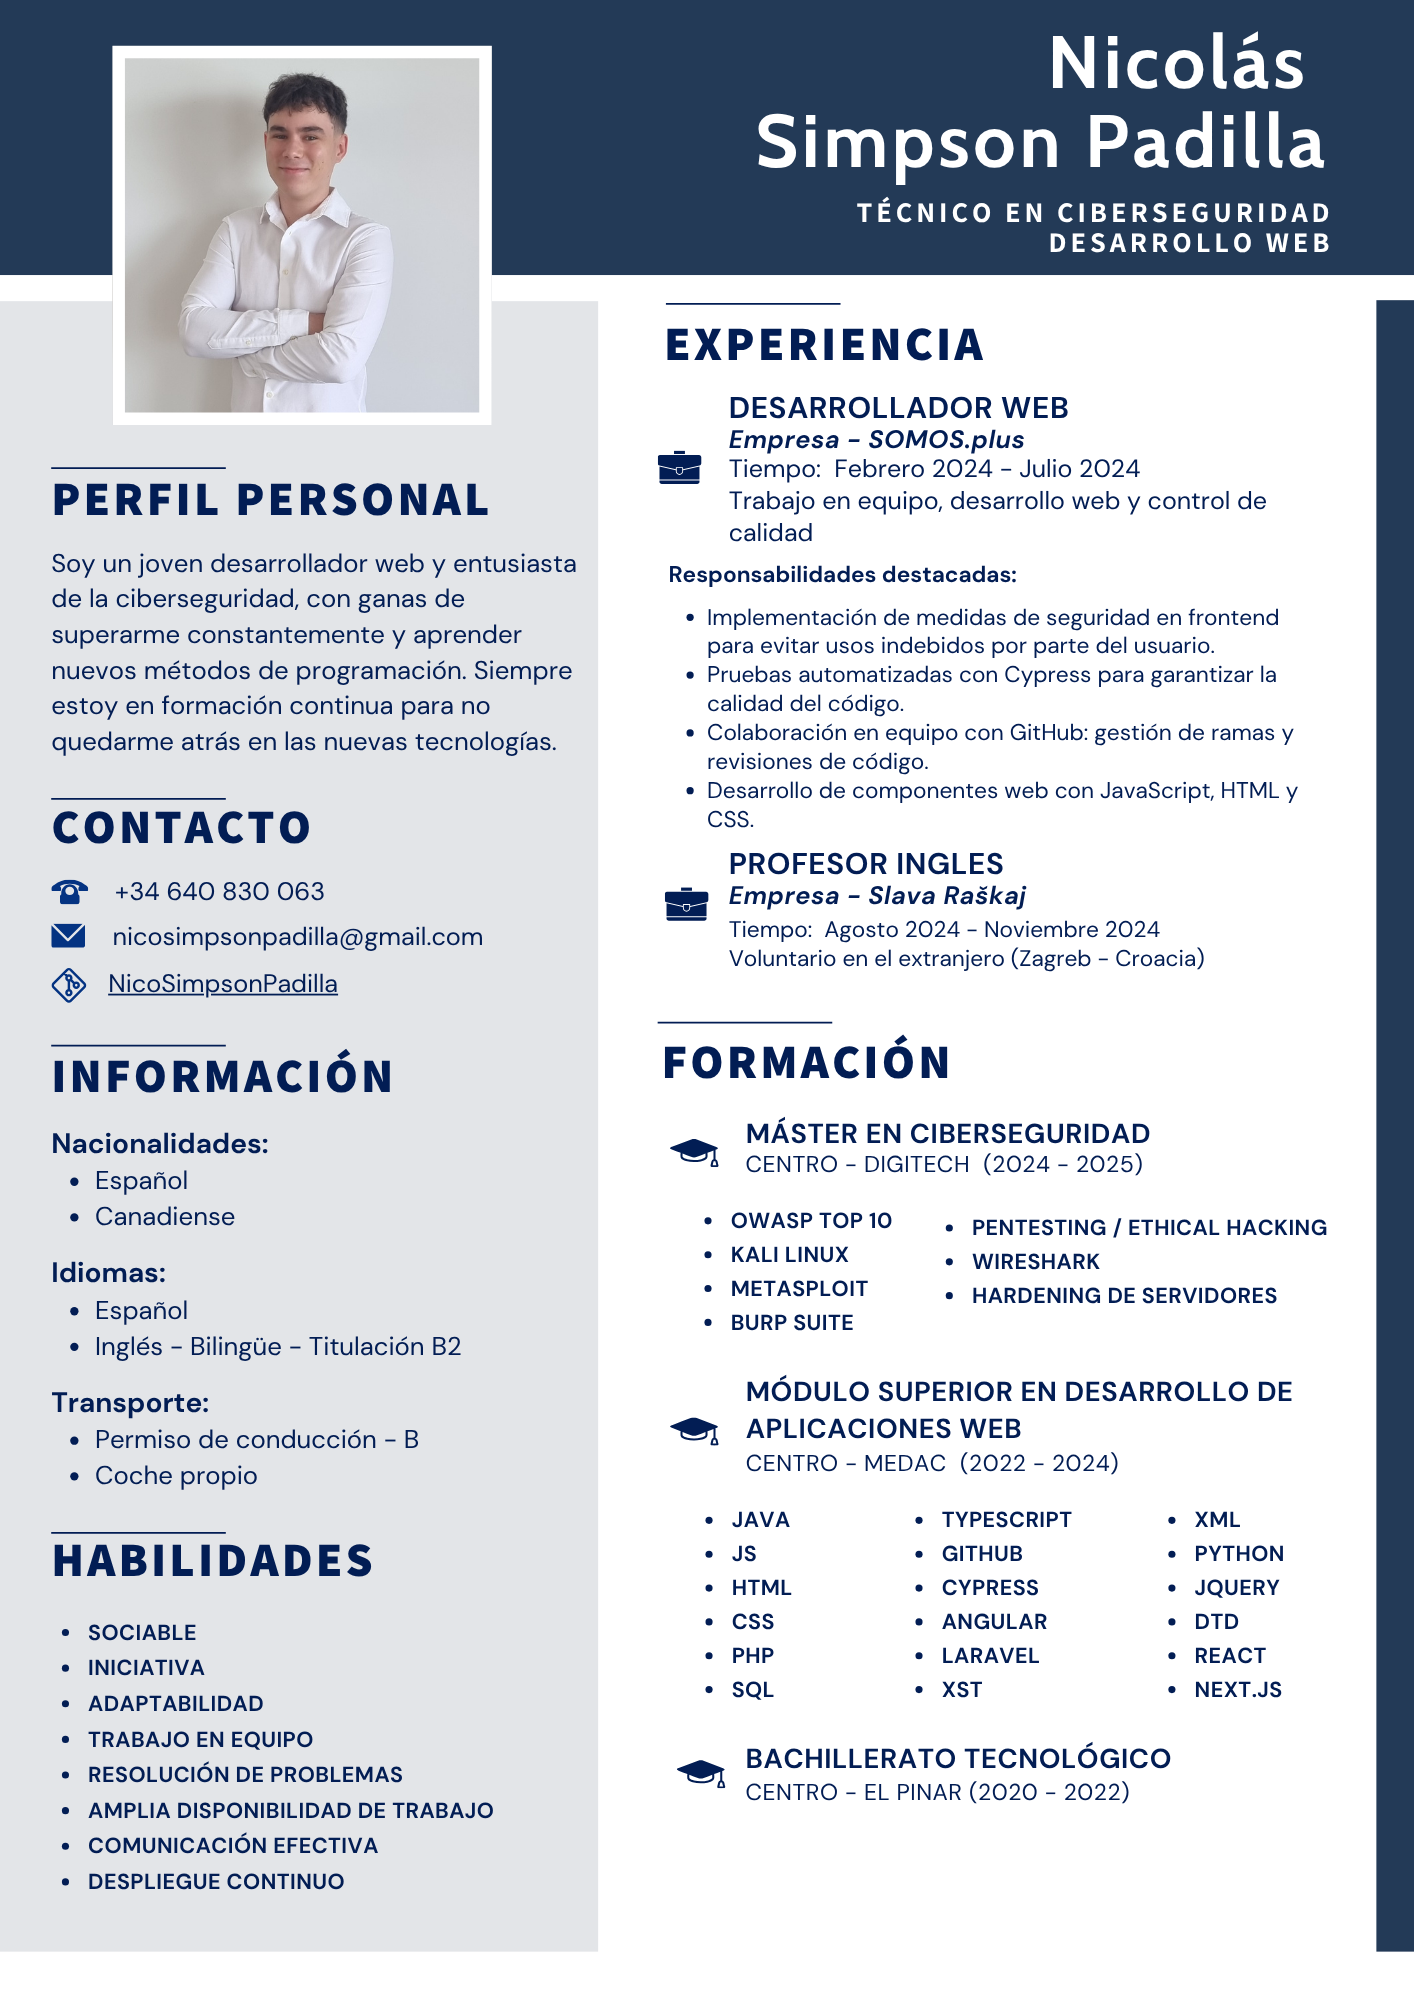 Nicolás
Simpson Padilla
TÉCNICO EN CIBERSEGURIDAD
DESARROLLO WEB
PERFIL PERSONAL
Soy un joven desarrollador web y entusiasta
de la ciberseguridad, con ganas de
superarme constantemente y aprender
nuevos métodos de programación. Siempre
estoy en formación continua para no
quedarme atrás en las nuevas tecnologías.
CONTACTO
+34 640 830 063
nicosimpsonpadilla@gmail.com
NicoSimpsonPadilla
INFORMACIÓN
Nacionalidades:
• Español
• Canadiense
Idiomas:
• Español
• Inglés - Bilingüe - Titulación B2
Transporte:
• Permiso de conducción - B
• Coche propio
HABILIDADES
• SOCIABLE
• INICIATIVA
• ADAPTABILIDAD
• TRABAJO EN EQUIPO
• RESOLUCIÓN DE PROBLEMAS
• AMPLIA DISPONIBILIDAD DE TRABAJO
• COMUNICACIÓN EFECTIVA
• DESPLIEGUE CONTINUO
EXPERIENCIA
DESARROLLADOR WEB
Empresa - SOMOS.plus
Tiempo: Febrero 2024 - Julio 2024
Trabajo en equipo, desarrollo web y control de
calidad
Responsabilidades destacadas:
• Implementación de medidas de seguridad en frontend
para evitar usos indebidos por parte del usuario.
• Pruebas automatizadas con Cypress para garantizar la
calidad del código.
• Colaboración en equipo con GitHub: gestión de ramas y
revisiones de código.
• Desarrollo de componentes web con JavaScript, HTML y
CSS.
PROFESOR INGLES
Empresa - Slava Raškaj
Tiempo: Agosto 2024 - Noviembre 2024
Voluntario en el extranjero (Zagreb - Croacia)
FORMACIÓN
MÁSTER EN CIBERSEGURIDAD
CENTRO - DIGITECH (2024 - 2025)
• OWASP TOP 10
• KALI LINUX
• METASPLOIT
• BURP SUITE
• PENTESTING / ETHICAL HACKING
• WIRESHARK
• HARDENING DE SERVIDORES
MÓDULO SUPERIOR EN DESARROLLO DE
APLICACIONES WEB
CENTRO - MEDAC (2022 - 2024)
• JAVA
• JS
• HTML
• CSS
• PHP
• SQL
• TYPESCRIPT
• GITHUB
• CYPRESS
• ANGULAR
• LARAVEL
• XST
• XML
• PYTHON
• JQUERY
• DTD
• REACT
• NEXT.JS
BACHILLERATO TECNOLÓGICO
CENTRO - EL PINAR (2020 - 2022)